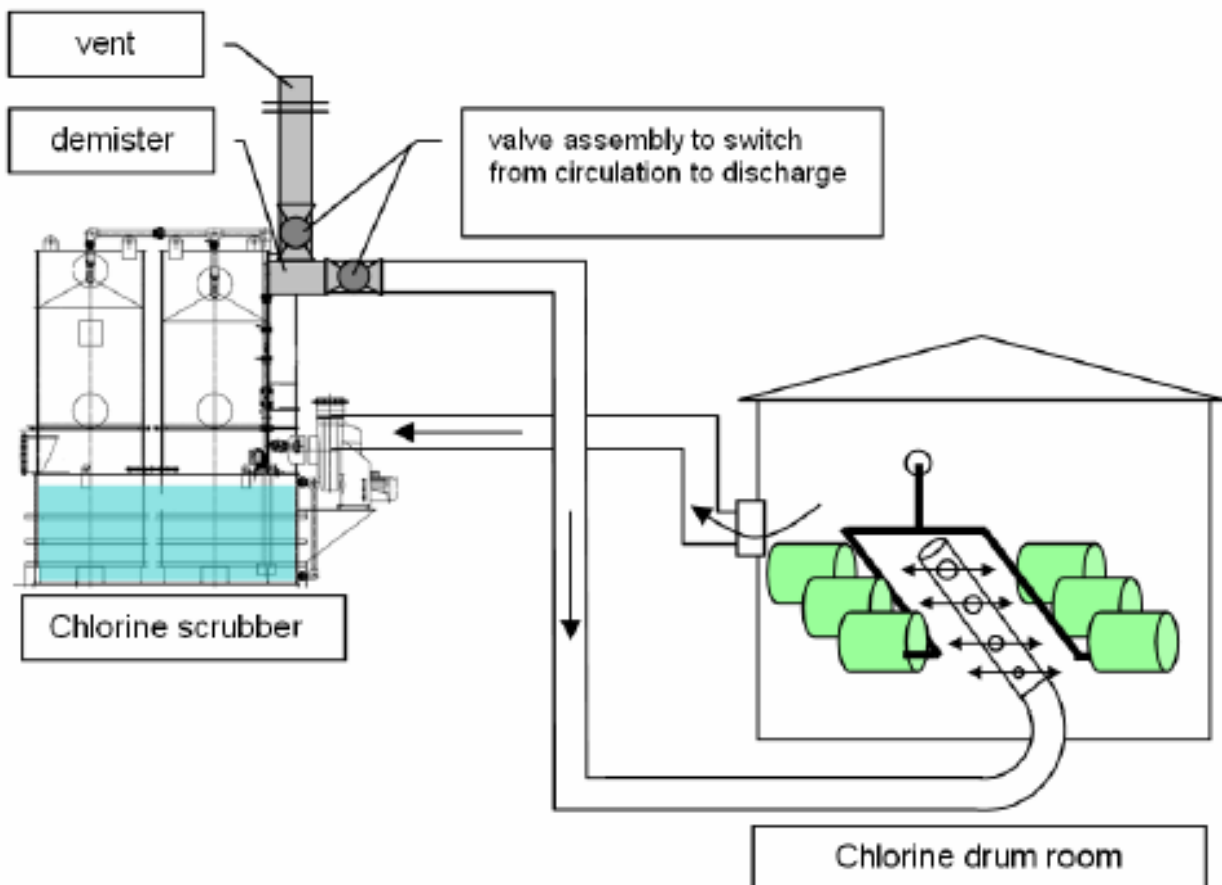 vent
demister
valve assembly to switch
from circulation to discharge
Chlorine scrubber
Chlorine drum room